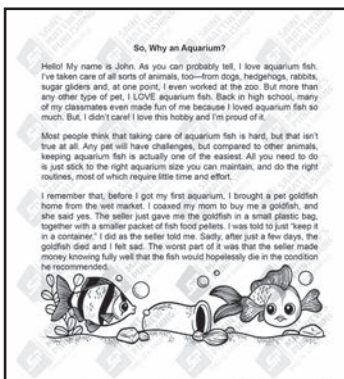 So, Why an Aquarium?
Hello! My name is John. As you can probably tell, I love aquarium fish.
I've taken care of all sorts of animals, too—from dogs, hedgehogs, rabbits,
sugar gliders and, at one point, I even worked at the zoo. But more than
any other type of pet, I LOVE aquarium fish. Back in high school, many
of my classmates even made fun of me because I loved aquarium fish so
much. But, I didn't care! I love this hobby and I'm proud of it.
Most people think that taking care of aquarium fish is hard, but that isn't
true at all. Any pet will have challenges, but compared to other animals,
keeping aquarium fish is actually one of the easiest. All you need to do
is just stick to the right aquarium size you can maintain, and do the right
routines, most of which require little time and effort.
I remember that, before I got my first aquarium, I brought a pet goldfish
home from the wet market. I coaxed my mom to buy me a goldfish, and
she said yes. The seller just gave me the goldfish in a small plastic bag,
together with a smaller packet of fish food pellets. I was told to just "keep it
in a container." I did as the seller told me. Sadly, after just a few days, the
goldfish died and I felt sad. The worst part of it was that the seller made
money knowing fully well that the fish would hopelessly die in the condition
he recommended.